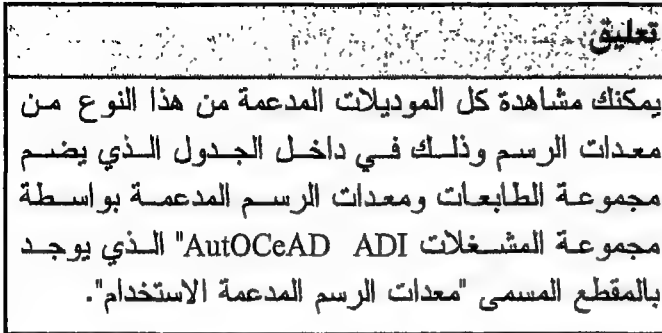 تعليق
يمكنك مشاهدة كل الموديلات المدعمة من هذا النوع من
معدات الرسم وذلك في داخل الجدول الذي يضم
مجموعة الطابعات ومعدات الرسم المدعمة بواسطة
مجموعة المشغلات AutOCeAD ADI" الذي يوجد
بالمقطع المسمى "معدات الرسم المدعمة الاستخدام".